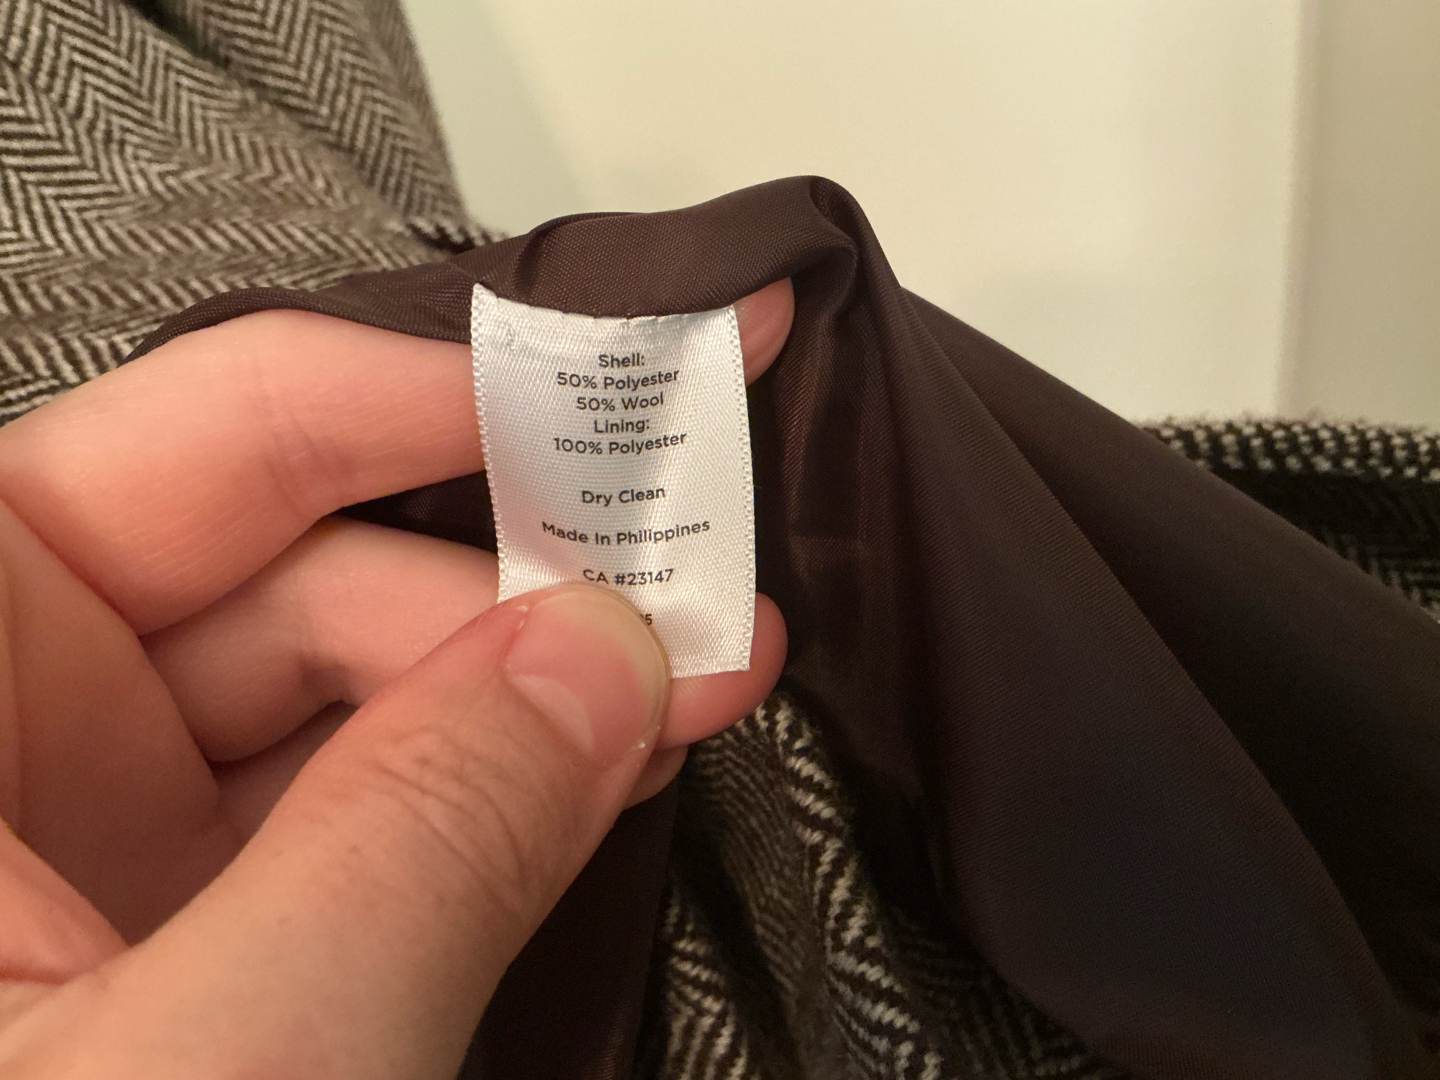 Shell:
50% Polyester
50% Wool
Lining:
100% Polyester
Dry Clean
Made In Philippines
CA #23147